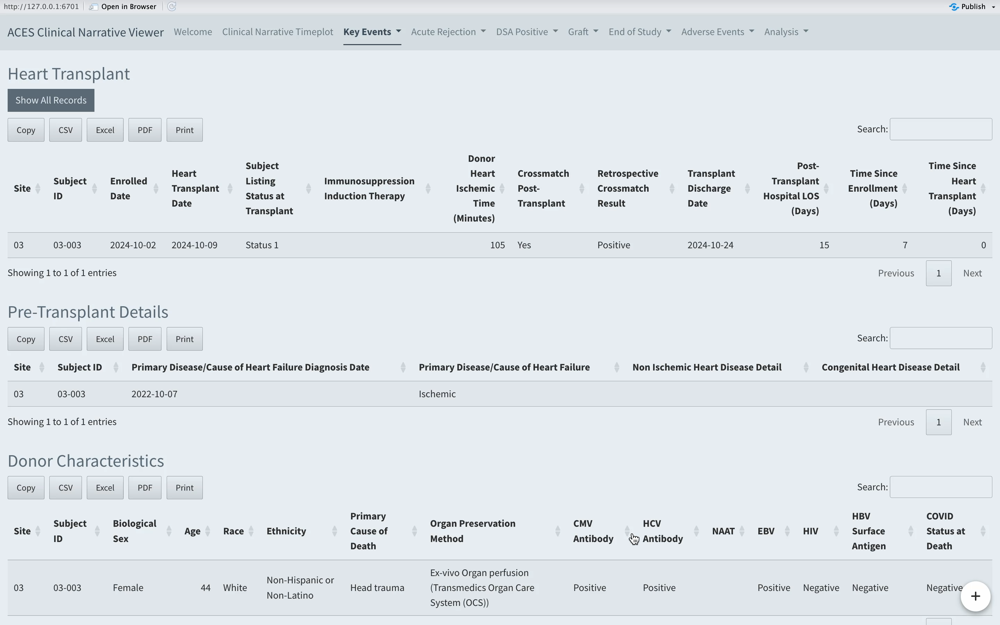 http://127.0.0.1:6701 Open in Browser Publish
ACES Clinical Narrative Viewer Welcome Clinical Narrative Timeplot Key Events Acute Rejection DSA Positive Graft End of Study Adverse Events Analysis
Heart Transplant
Show All Records
Copy CSV Excel PDF Print Search:
Site Subject ID Enrolled Date Heart Transplant Date Subject Listing Status at Transplant Immunosuppression Induction Therapy Donor Heart Ischemic Time (Minutes) Crossmatch Post-Transplant Retrospective Crossmatch Result Transplant Discharge Date Post-Transplant Hospital LOS (Days) Time Since Enrollment (Days) Time Since Heart Transplant (Days)
03 03-003 2024-10-02 2024-10-09 Status 1 105 Yes Positive 2024-10-24 15 7 0
Showing 1 to 1 of 1 entries Previous 1 Next
Pre-Transplant Details
Copy CSV Excel PDF Print Search:
Site Subject ID Primary Disease/Cause of Heart Failure Diagnosis Date Primary Disease/Cause of Heart Failure Non Ischemic Heart Disease Detail Congenital Heart Disease Detail
03 03-003 2022-10-07 Ischemic
Showing 1 to 1 of 1 entries Previous 1 Next
Donor Characteristics
Copy CSV Excel PDF Print Search:
Site Subject ID Biological Sex Age Race Ethnicity Primary Cause of Death Organ Preservation Method CMV Antibody HCV Antibody NAAT EBV HIV HBV Surface Antigen COVID Status at Death
03 03-003 Female 44 White Non-Hispanic or Non-Latino Head trauma Ex-vivo Organ perfusion (Transmedics Organ Care System (OCS)) Positive Positive Positive Negative Negative Negative
+